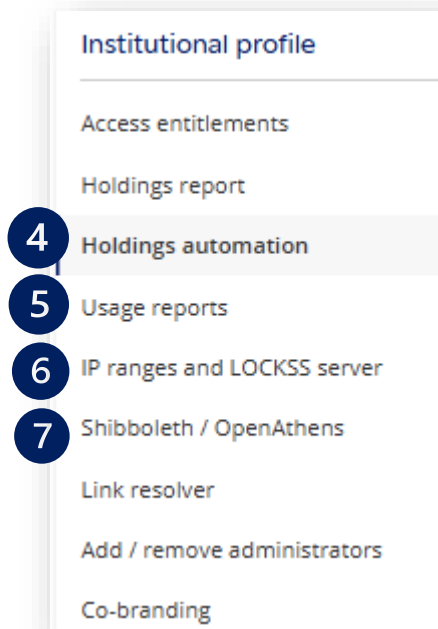 Institutional profile
Access entitlements
Holdings report
4 Holdings automation
5 Usage reports
6 IP ranges and LOCKSS server
7 Shibboleth / OpenAthens
Link resolver
Add / remove administrators
Co-branding